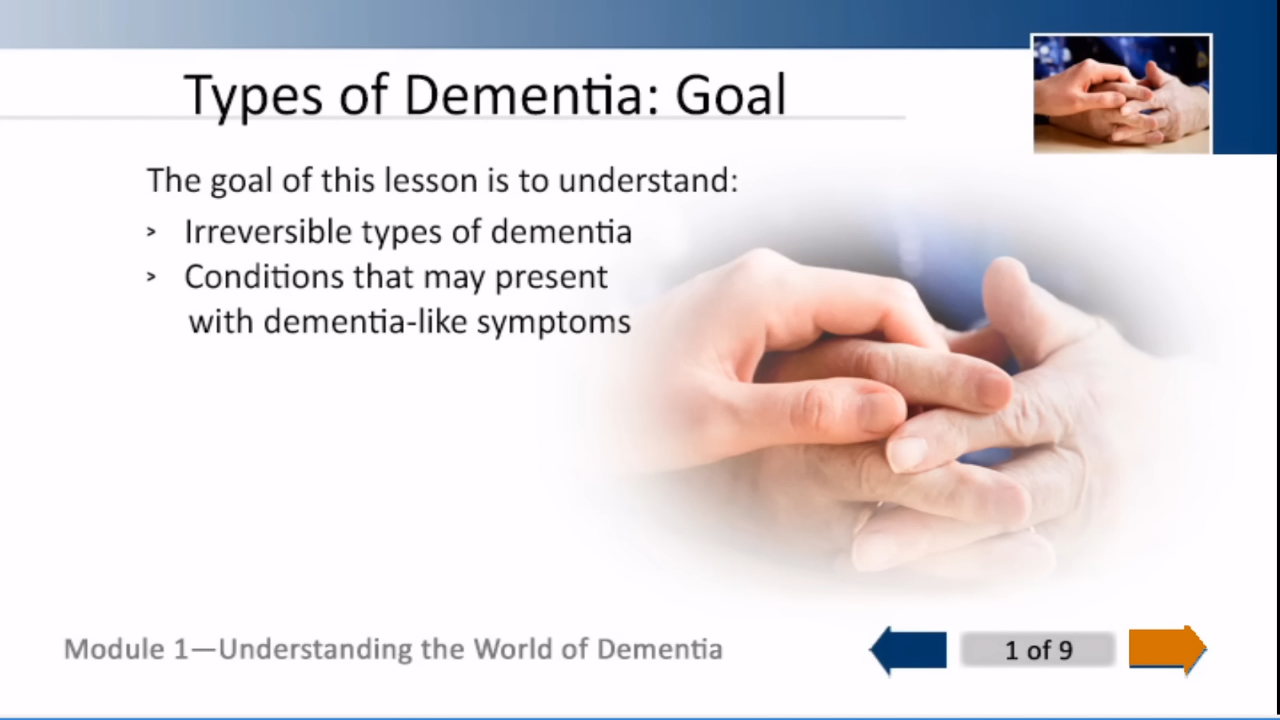 Types of Dementia: Goal
The goal of this lesson is to understand:
> Irreversible types of dementia
> Conditions that may present
with dementia-like symptoms
Module 1—Understanding the World of Dementia
1 of 9